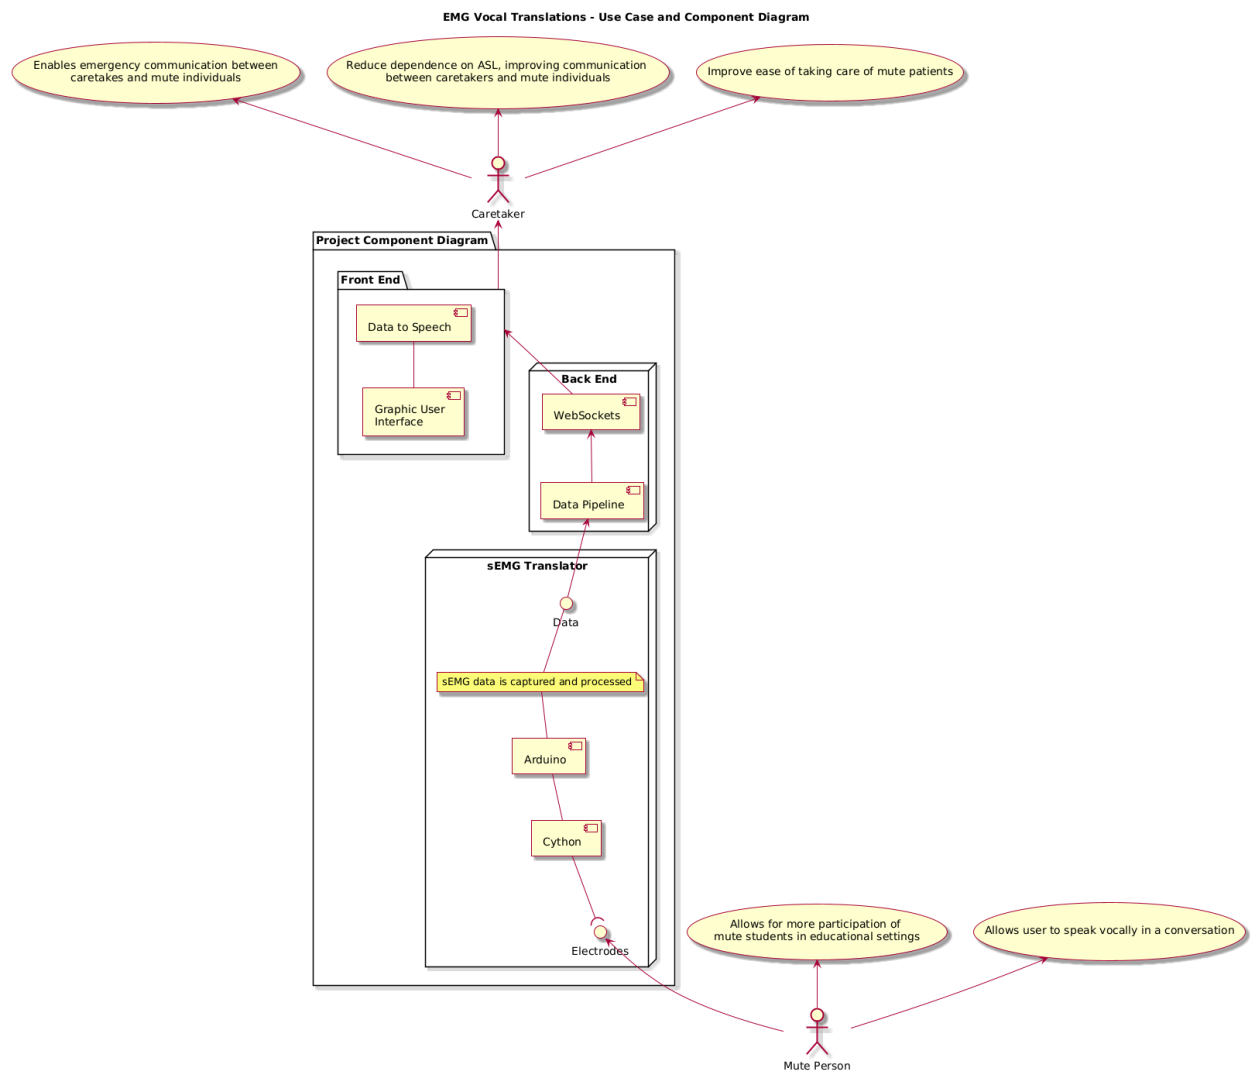 EMG Vocal Translations - Use Case and Component Diagram
Enables emergency communication between
caretakes and mute individuals
Reduce dependence on ASL, improving communication
between caretakers and mute individuals
Improve ease of taking care of mute patients
Caretaker
Project Component Diagram
Front End
Data to Speech
Graphic User
Interface
Back End
WebSockets
Data Pipeline
sEMG Translator
Data
sEMG data is captured and processed
Arduino
Cython
Electrodes
Allows for more participation of
mute students in educational settings
Allows user to speak vocally in a conversation
Mute Person